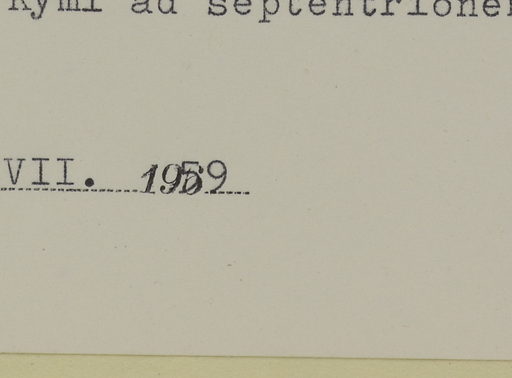 Kymi ad septentrione
VII. 1959